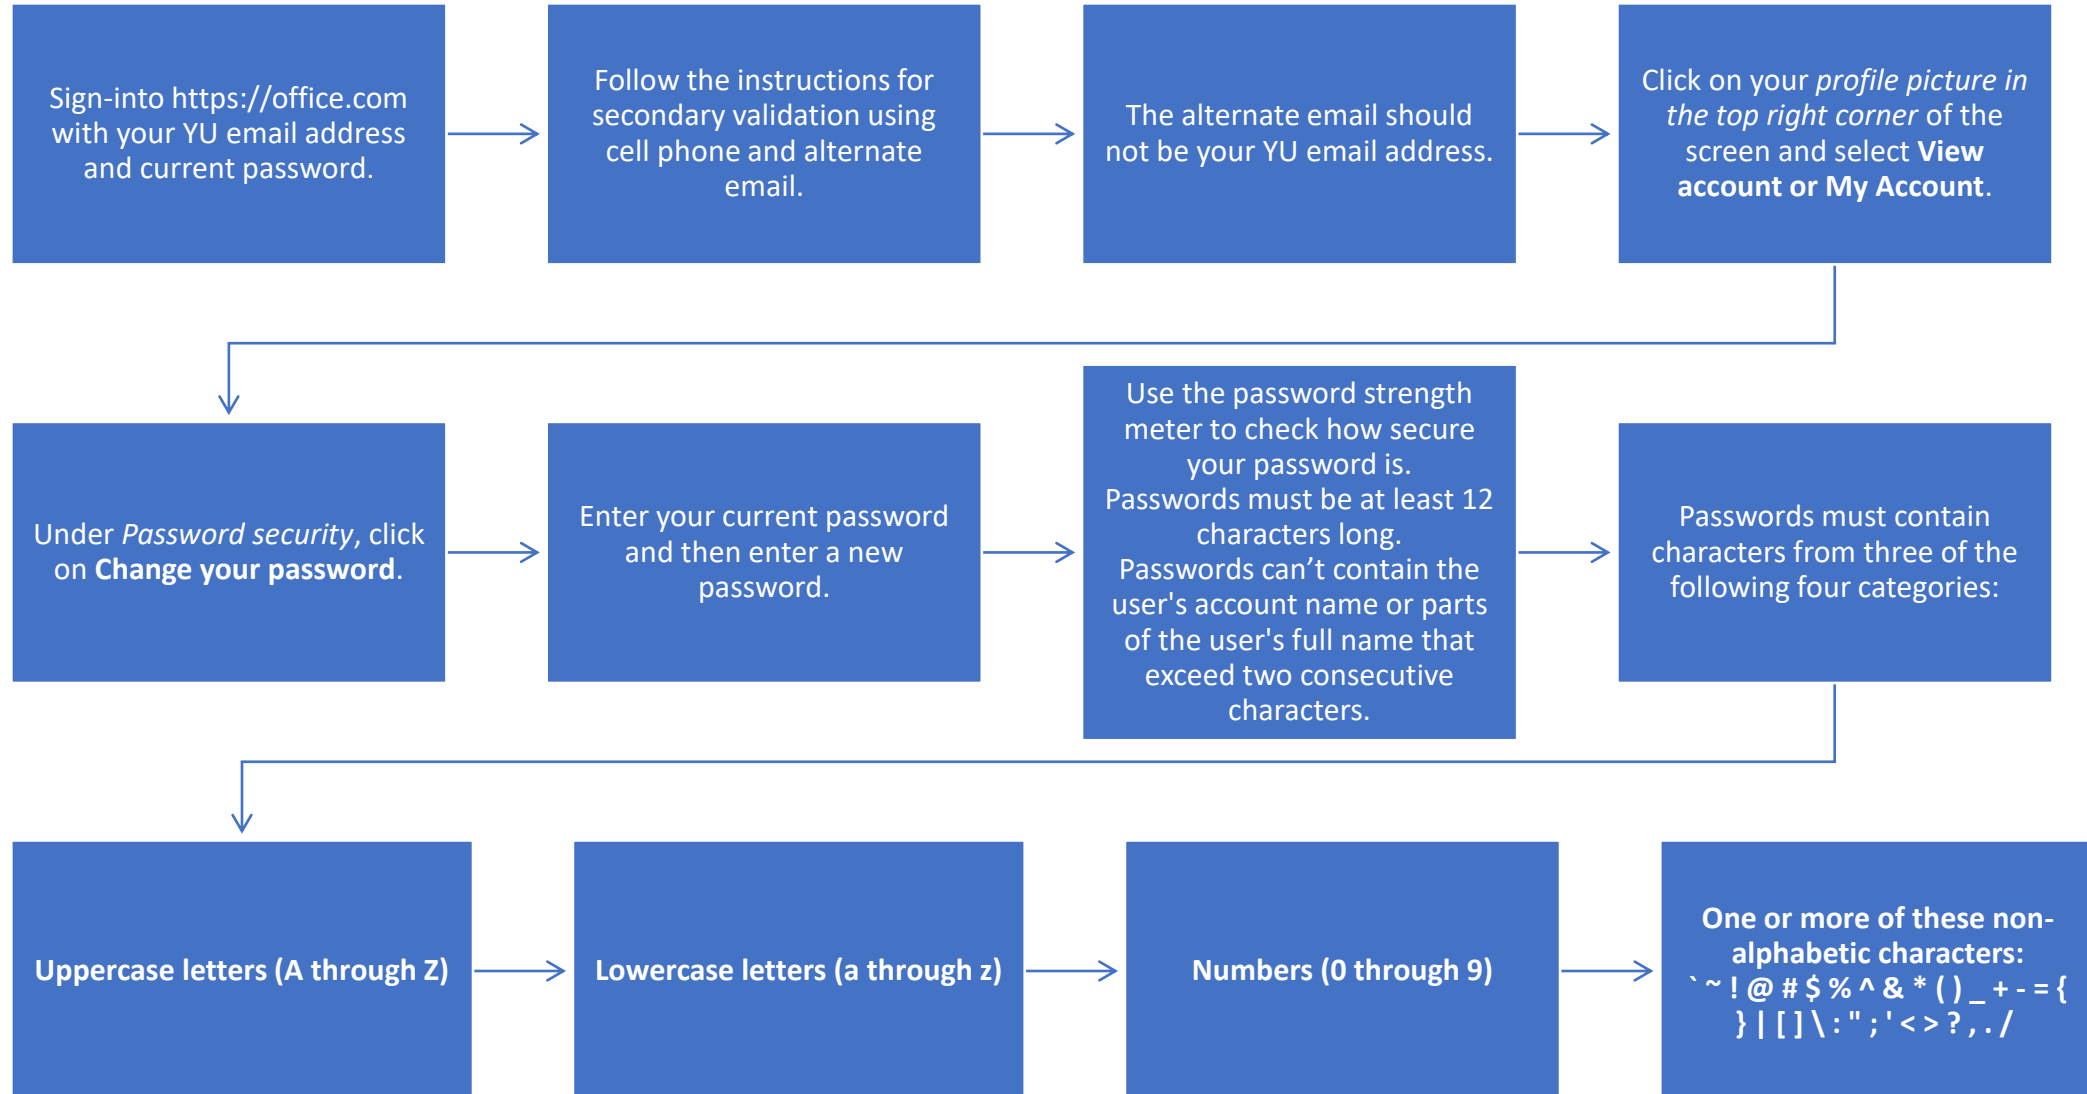 Sign-into https://office.com
with your YU email address
and current password.
Follow the instructions for
secondary validation using
cell phone and alternate
email.
The alternate email should
not be your YU email address.
Click on your profile picture in
the top right corner of the
screen and select View
account or My Account.
Under Password security, click
on Change your password.
Enter your current password
and then enter a new
password.
Use the password strength
meter to check how secure
your password is.
Passwords must be at least 12
characters long.
Passwords can’t contain the
user's account name or parts
of the user's full name that
exceed two consecutive
characters.
Passwords must contain
characters from three of the
following four categories:
Uppercase letters (A through Z)
Lowercase letters (a through z)
Numbers (0 through 9)
One or more of these non-
alphabetic characters:
` ~ ! @ # $ % ^ & * ( ) _ + - = {
} | [ ] \ : " ; ' < > ? , . /